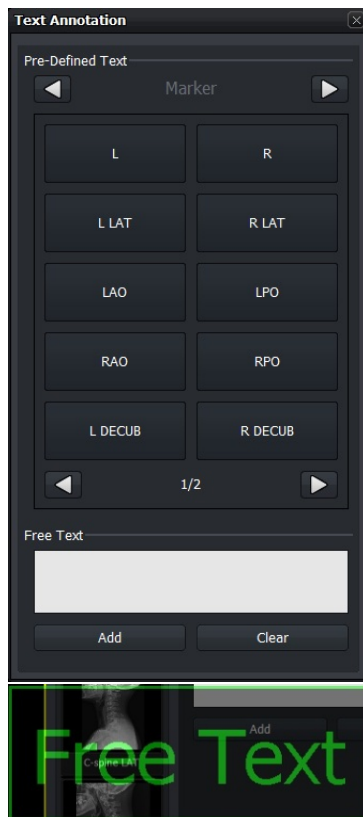 Text Annotation
Pre-Defined Text
Marker
L R
L LAT R LAT
LAO LPO
RAO RPO
L DECUB R DECUB
1/2
Free Text
Add Clear
Add
Free Text
C-spine LAT